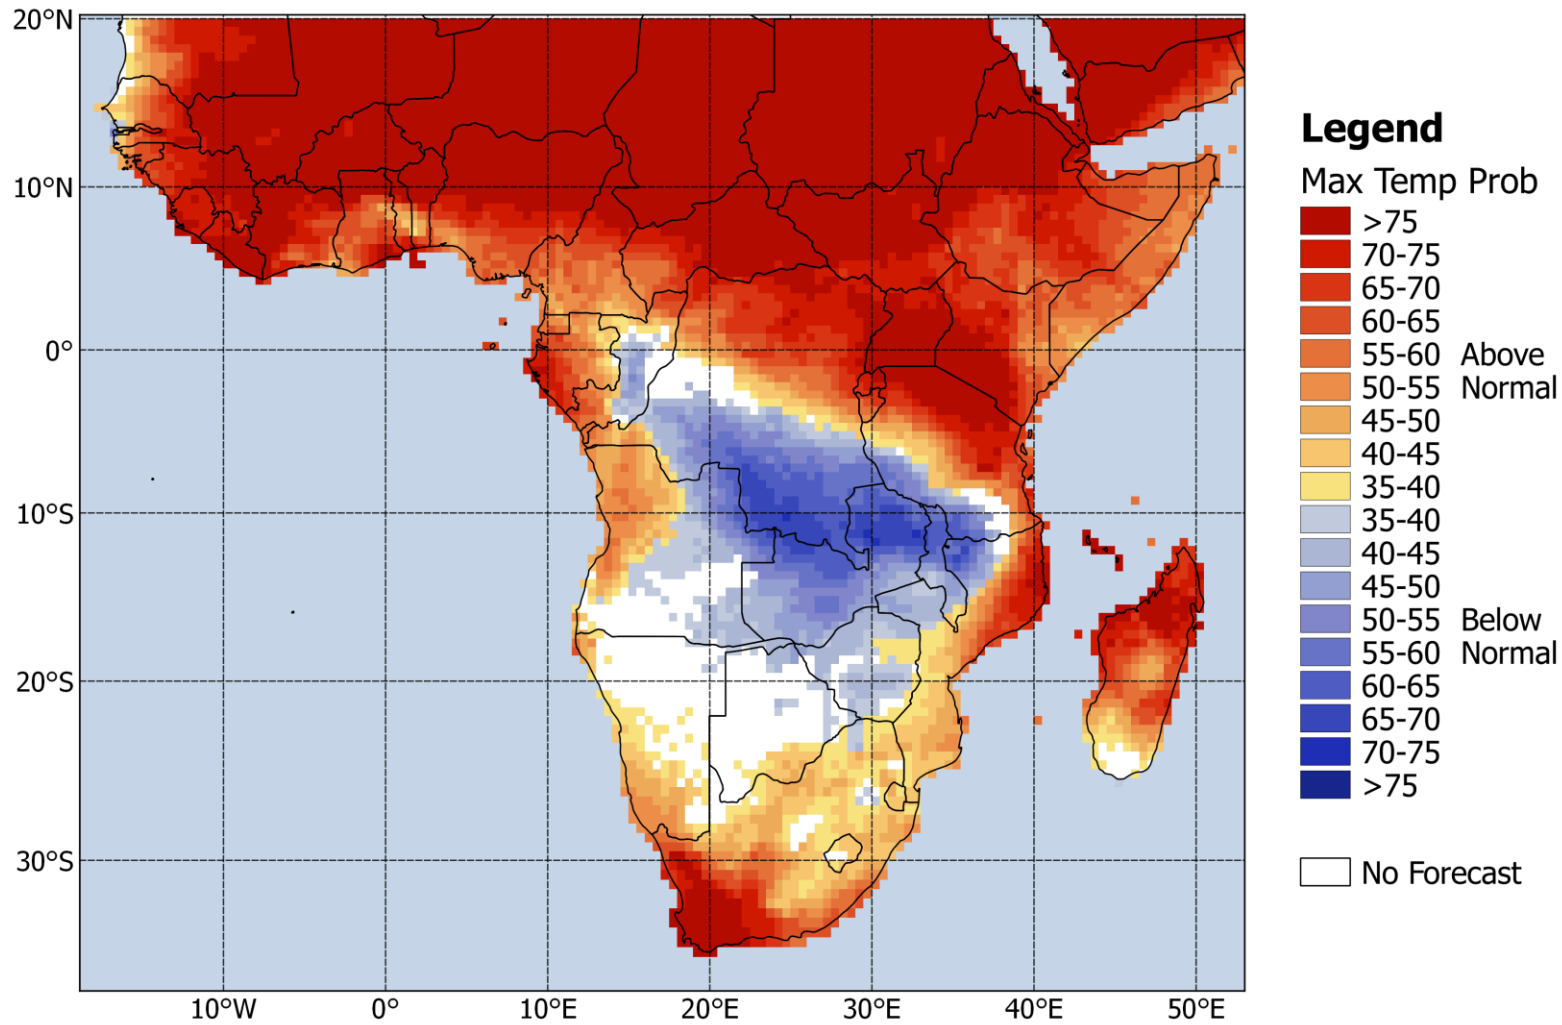 20°N
10°N
0°
10°S
20°S
30°S
10°W 0° 10°E 20°E 30°E 40°E 50°E
Legend
Max Temp Prob
>75
70-75
65-70
60-65
55-60 Above
50-55 Normal
45-50
40-45
35-40
35-40
40-45
45-50
50-55 Below
55-60 Normal
60-65
65-70
70-75
>75
No Forecast